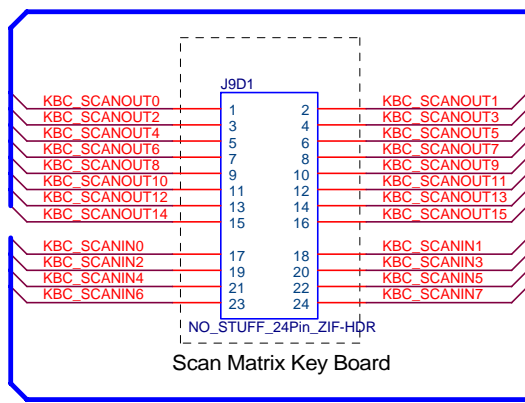 J9D1
KBC_SCANOUT0 1 2 KBC_SCANOUT1
KBC_SCANOUT2 3 4 KBC_SCANOUT3
KBC_SCANOUT4 5 6 KBC_SCANOUT5
KBC_SCANOUT6 7 8 KBC_SCANOUT7
KBC_SCANOUT8 9 10 KBC_SCANOUT9
KBC_SCANOUT10 11 12 KBC_SCANOUT11
KBC_SCANOUT12 13 14 KBC_SCANOUT13
KBC_SCANOUT14 15 16 KBC_SCANOUT15
KBC_SCANIN0 17 18 KBC_SCANIN1
KBC_SCANIN2 19 20 KBC_SCANIN3
KBC_SCANIN4 21 22 KBC_SCANIN5
KBC_SCANIN6 23 24 KBC_SCANIN7
NO_STUFF_24Pin_ZIF-HDR
Scan Matrix Key Board